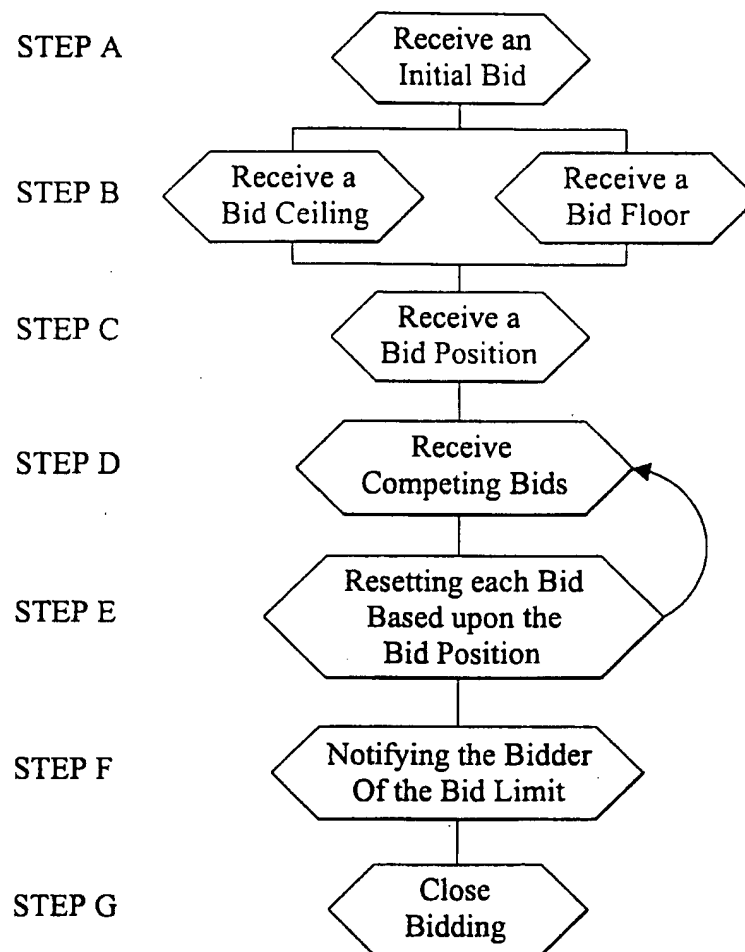 STEP A
Receive an
Initial Bid
STEP B
Receive a
Bid Ceiling
Receive a
Bid Floor
STEP C
Receive a
Bid Position
STEP D
Receive
Competing Bids
STEP E
Resetting each Bid
Based upon the
Bid Position
STEP F
Notifying the Bidder
Of the Bid Limit
STEP G
Close
Bidding